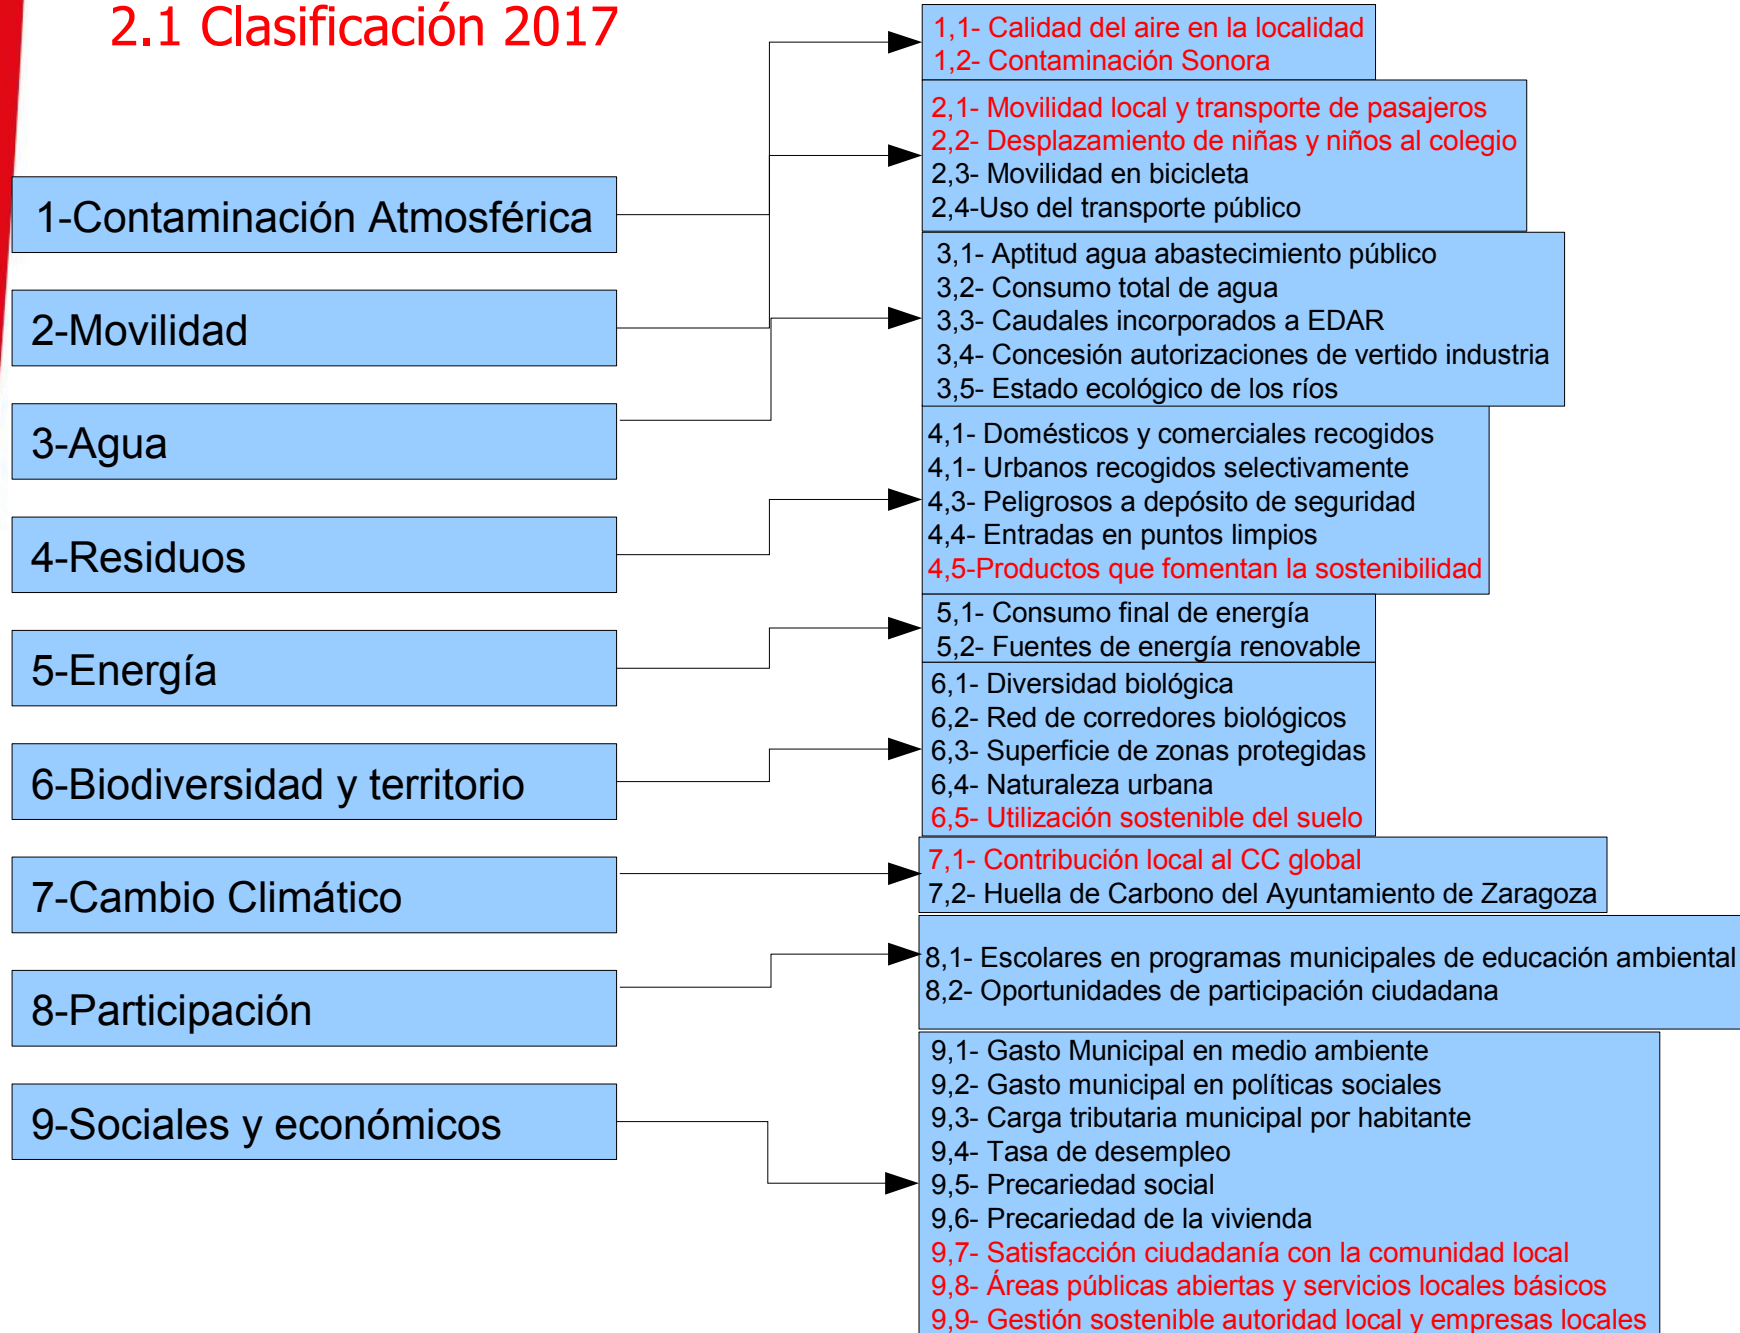 2.1 Clasificación 2017
1-Contaminación Atmosférica
2-Movilidad
3-Agua
4-Residuos
5-Energía
6-Biodiversidad y territorio
7-Cambio Climático
8-Participación
9-Sociales y económicos
1,1- Calidad del aire en la localidad
1,2- Contaminación Sonora
2,1- Movilidad local y transporte de pasajeros
2,2- Desplazamiento de niñas y niños al colegio
2,3- Movilidad en bicicleta
2,4-Uso del transporte público
3,1- Aptitud agua abastecimiento público
3,2- Consumo total de agua
3,3- Caudales incorporados a EDAR
3,4- Concesión autorizaciones de vertido industria
3,5- Estado ecológico de los ríos
4,1- Domésticos y comerciales recogidos
4,1- Urbanos recogidos selectivamente
4,3- Peligrosos a depósito de seguridad
4,4- Entradas en puntos limpios
4,5-Productos que fomentan la sostenibilidad
5,1- Consumo final de energía
5,2- Fuentes de energía renovable
6,1- Diversidad biológica
6,2- Red de corredores biológicos
6,3- Superficie de zonas protegidas
6,4- Naturaleza urbana
6,5- Utilización sostenible del suelo
7,1- Contribución local al CC global
7,2- Huella de Carbono del Ayuntamiento de Zaragoza
8,1- Escolares en programas municipales de educación ambiental
8,2- Oportunidades de participación ciudadana
9,1- Gasto Municipal en medio ambiente
9,2- Gasto municipal en políticas sociales
9,3- Carga tributaria municipal por habitante
9,4- Tasa de desempleo
9,5- Precariedad social
9,6- Precariedad de la vivienda
9,7- Satisfacción ciudadanía con la comunidad local
9,8- Áreas públicas abiertas y servicios locales básicos
9,9- Gestión sostenible autoridad local y empresas locales